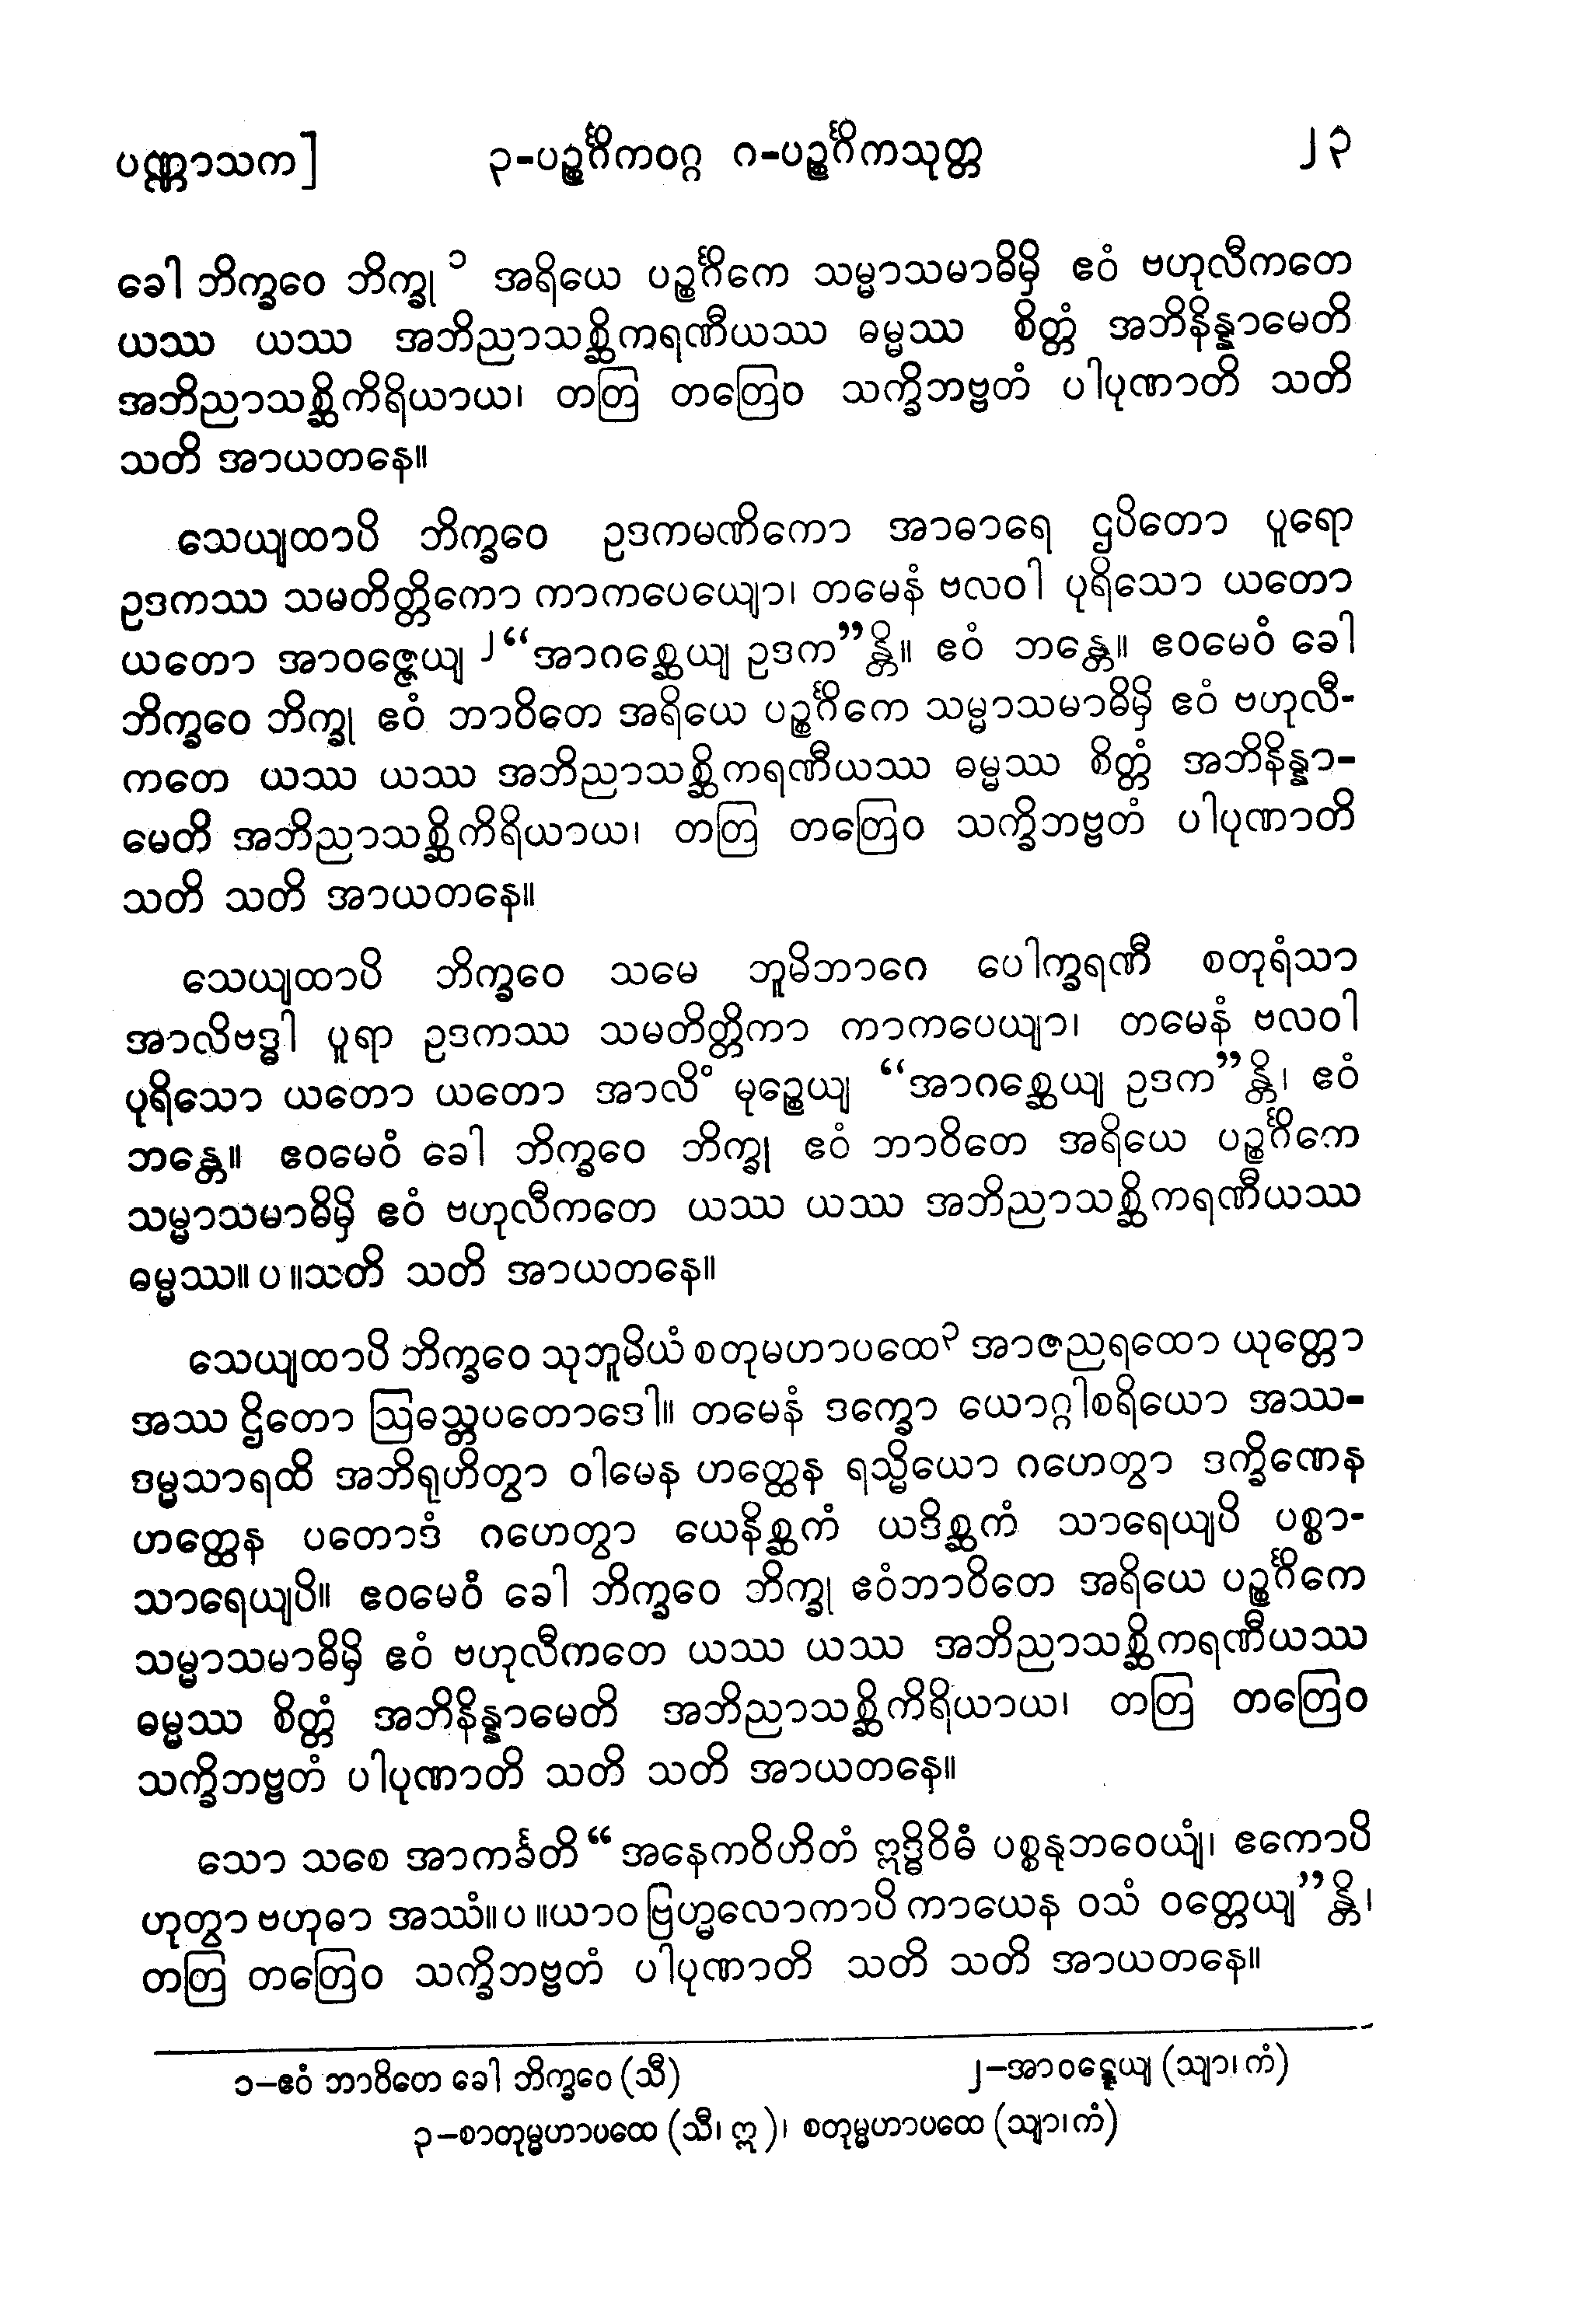 ပဏ္ဏာသက] ၃-ပဉ္စင်္ဂိကဝဂ္ဂ ဂ-ပဉ္စင်္ဂိကသုတ္တ ၂၃
ခေါ ဘိက္ခဝေ ဘိက္ခု ၁ အရိယေ ပဉ္စင်္ဂိကေ သမ္မာသမာဓိမှိ ဧဝံ ဗဟုလီကတေ
ယဿ ယဿ အဘိညာသစ္ဆိကရဏီယဿ ဓမ္မဿ စိတ္တံ အဘိနိန္နာမေတိ
အဘိညာသစ္ဆိကိရိယာယ၊ တတြ တတြေဝ သက္ခိဘဗ္ဗတံ ပါပုဏာတိ သတိ
သတိ အာယတနေ။
သေယျထာပိ ဘိက္ခဝေ ဥဒကမဏိကော အာဓာရေ ဌပိတော ပူရော
ဥဒကဿ သမတိတ္တိကော ကာကပေယျော၊ တမေနံ ဗလဝါ ပုရိသော ယတော
ယတော အာဝဇ္ဇေယျ ၂“အာဂစ္ဆေယျ ဥဒက”န္တိ။ ဧဝံ ဘန္တေ။ ဧဝမေဝံ ခေါ
ဘိက္ခဝေ ဘိက္ခု ဧဝံ ဘာဝိတေ အရိယေ ပဉ္စင်္ဂိကေ သမ္မာသမာဓိမှိ ဧဝံ ဗဟုလီ-
ကတေ ယဿ ယဿ အဘိညာသစ္ဆိကရဏီယဿ ဓမ္မဿ စိတ္တံ အဘိနိန္နာ-
မေတိ အဘိညာသစ္ဆိကိရိယာယ၊ တတြ တတြေဝ သက္ခိဘဗ္ဗတံ ပါပုဏာတိ
သတိ သတိ အာယတနေ။
သေယျထာပိ ဘိက္ခဝေ သမေ ဘူမိဘာဂေ ပေါက္ခရဏီ စတုရံသာ
အာလိဗဒ္ဓါ ပူရာ ဥဒကဿ သမတိတ္တိကာ ကာကပေယျာ၊ တမေနံ ဗလဝါ
ပုရိသော ယတော ယတော အာလိံ မုဉ္စေယျ “အာဂစ္ဆေယျ ဥဒက”န္တိ၊ ဧဝံ
ဘန္တေ။ ဧဝမေဝံ ခေါ ဘိက္ခဝေ ဘိက္ခု ဧဝံ ဘာဝိတေ အရိယေ ပဉ္စင်္ဂိကေ
သမ္မာသမာဓိမှိ ဧဝံ ဗဟုလီကတေ ယဿ ယဿ အဘိညာသစ္ဆိကရဏီယဿ
ဓမ္မဿ။ ပ ။သတိ သတိ အာယတနေ။
သေယျထာပိ ဘိက္ခဝေ သုဘူမိယံ စတုမဟာပထေ၃ အာဇညရထော ယုတ္တော
အဿ ဌိတော ဩဓသ္တပတောဒေါ။ တမေနံ ဒက္ခော ယောဂ္ဂါစရိယော အဿ-
ဒမ္မသာရထိ အဘိရုဟိတွာ ဝါမေန ဟတ္ထေန ရသ္မိယော ဂဟေတွာ ဒက္ခိဏေန
ဟတ္ထေန ပတောဒံ ဂဟေတွာ ယေနိစ္ဆကံ ယဒိစ္ဆကံ သာရေယျပိ ပစ္စာ-
သာရေယျပိ။ ဧဝမေဝံ ခေါ ဘိက္ခဝေ ဘိက္ခု ဧဝံဘာဝိတေ အရိယေ ပဉ္စင်္ဂိကေ
သမ္မာသမာဓိမှိ ဧဝံ ဗဟုလီကတေ ယဿ ယဿ အဘိညာသစ္ဆိကရဏီယဿ
ဓမ္မဿ စိတ္တံ အဘိနိန္နာမေတိ အဘိညာသစ္ဆိကိရိယာယ၊ တတြ တတြေဝ
သက္ခိဘဗ္ဗတံ ပါပုဏာတိ သတိ သတိ အာယတနေ။
သော သစေ အာကင်္ခတိ “အနေကဝိဟိတံ ဣဒ္ဓိဝိဓံ ပစ္စနုဘဝေယျံ၊ ဧကောပိ
ဟုတွာ ဗဟုဓာ အဿံ။ ပ ။ယာဝ ဗြဟ္မလောကာပိ ကာယေန ဝသံ ဝတ္တေယျ”န္တိ၊
တတြ တတြေဝ သက္ခိဘဗ္ဗတံ ပါပုဏာတိ သတိ သတိ အာယတနေ။
၁–ဧဝံ ဘာဝိတေ ခေါ ဘိက္ခဝေ (သီ) ၂–အာဝဋ္ဋေယျ (သျာ၊ ကံ)
၃–စာတုမ္မဟာပထေ (သီ၊ ဣ)၊ စတုမ္မဟာပထေ (သျာ၊ ကံ)